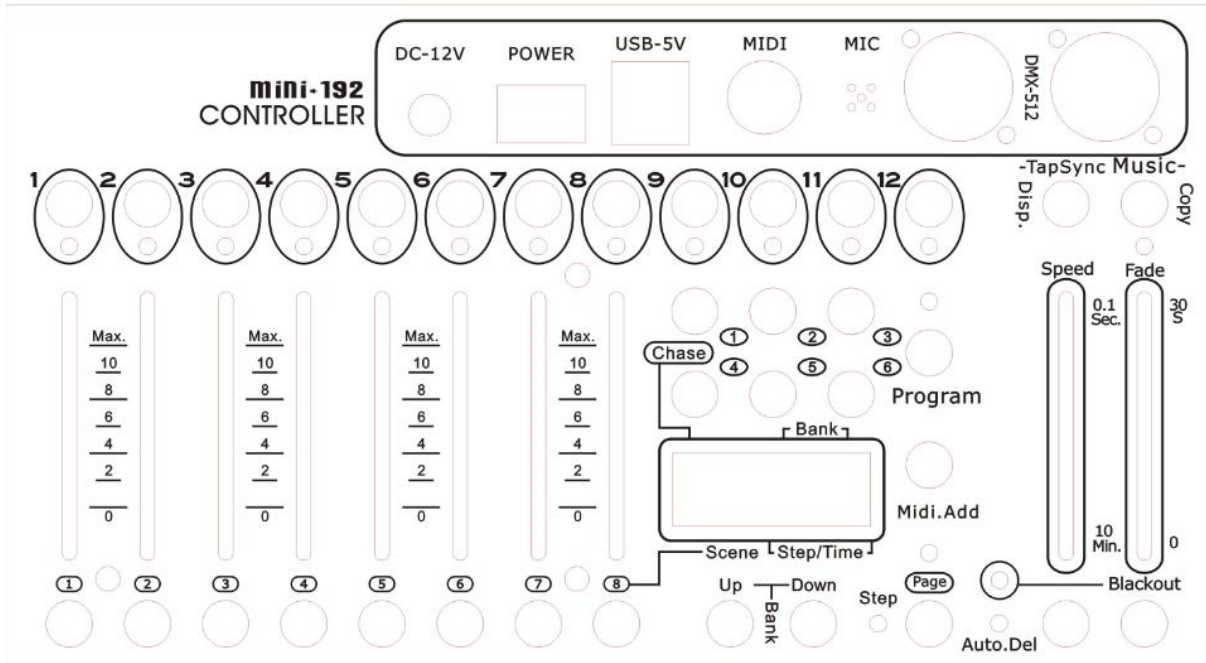 DC-12V POWER USB-5V MIDI MIC
DMX-512
MiNi-192
CONTROLLER
1 2 3 4 5 6 7 8 9 10 11 12
-TapSync Music-
Disp.
Copy
Speed Fade
0.1 Sec.
30 S
Max. Max. Max. Max.
10 10 10 10
8 8 8 8
6 6 6 6
4 4 4 4
2 2 2 2
0 0 0 0
Chase
1 2 3
4 5 6
Program
Bank
Midi.Add
10 Min.
0
Scene Step/Time
1 2 3 4 5 6 7 8
Up Down
Bank
Step
Page
Blackout
Auto.Del